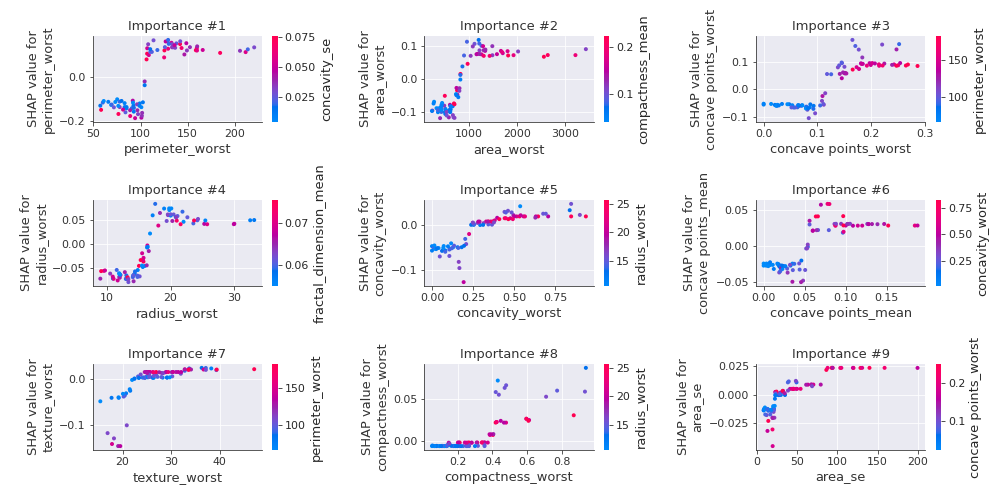 Importance #1
SHAP value for
perimeter_worst
0.0
−0.2
50
100
150
200
perimeter_worst
0.075
0.050
0.025
concavity_se
Importance #2
SHAP value for
area_worst
0.1
0.0
−0.1
1000
2000
3000
area_worst
0.2
0.1
compactness_mean
Importance #3
SHAP value for
concave points_worst
0.1
0.0
−0.1
0.0
0.1
0.2
0.3
concave points_worst
150
100
perimeter_worst
Importance #4
SHAP value for
radius_worst
0.05
0.00
−0.05
10
20
30
radius_worst
0.07
0.06
fractal_dimension_mean
Importance #5
SHAP value for
concavity_worst
0.0
−0.1
0.00
0.25
0.50
0.75
concavity_worst
25
20
15
radius_worst
Importance #6
SHAP value for
concave points_mean
0.05
0.00
−0.05
0.00
0.05
0.10
0.15
concave points_mean
0.75
0.50
0.25
concavity_worst
Importance #7
SHAP value for
texture_worst
0.0
−0.1
20
30
40
texture_worst
150
100
perimeter_worst
Importance #8
SHAP value for
compactness_worst
0.05
0.00
0.2
0.4
0.6
0.8
compactness_worst
25
20
15
radius_worst
Importance #9
SHAP value for
area_se
0.025
0.000
−0.025
0
50
100
150
200
area_se
0.2
0.1
concave points_worst